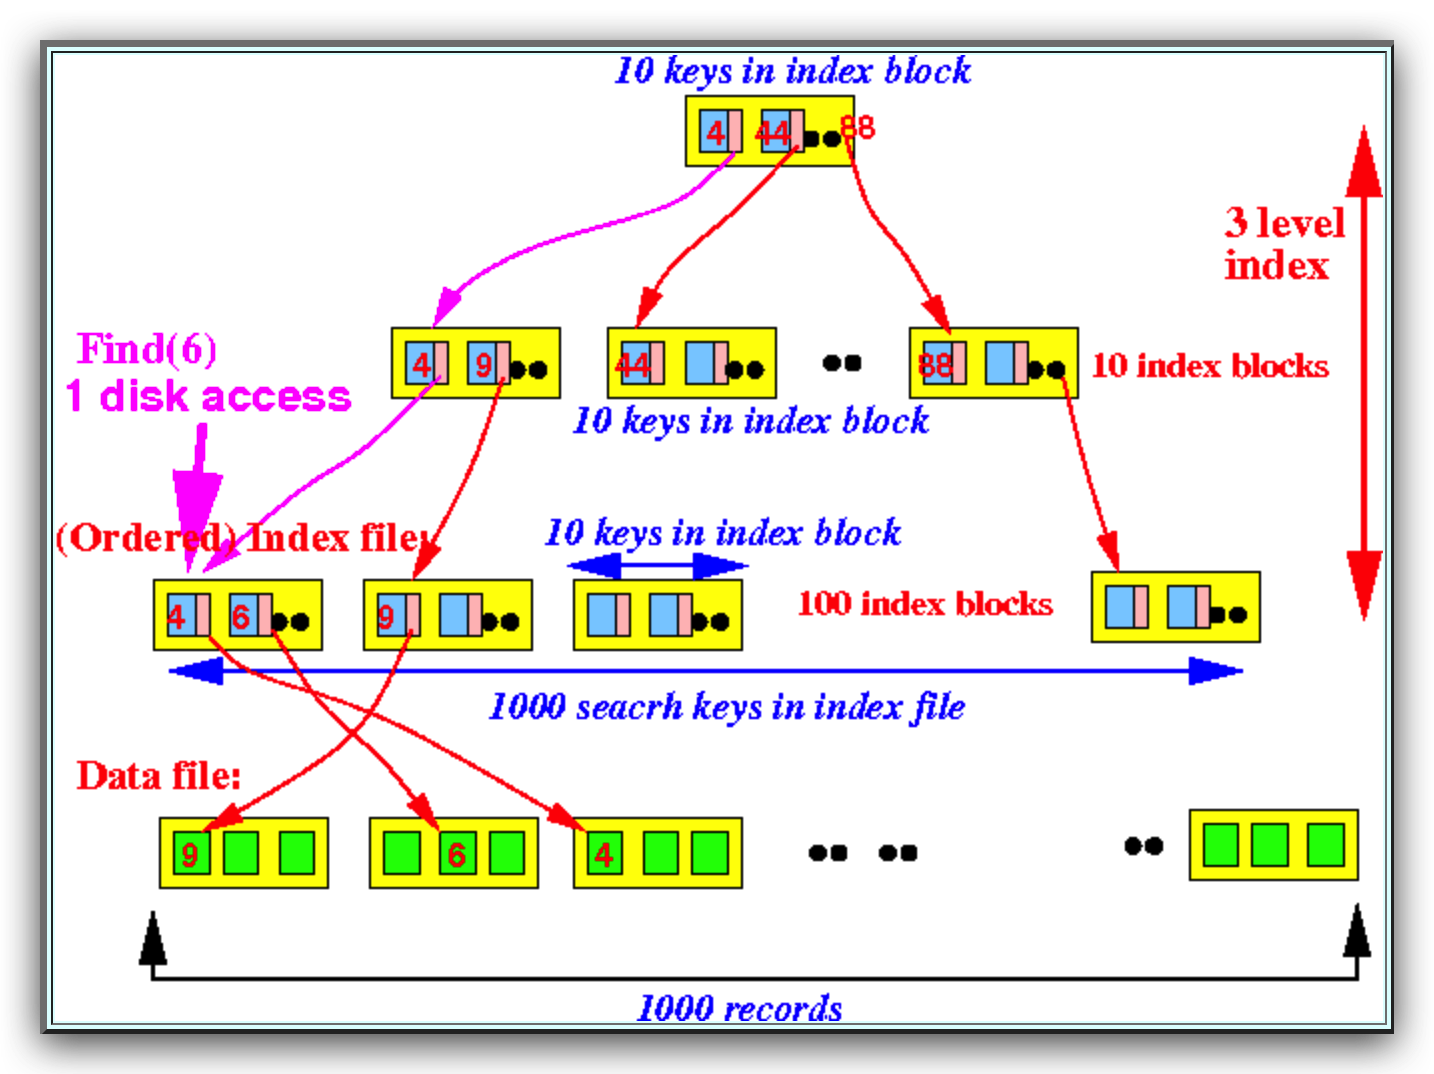 10 keys in index block
4 44 88
3 level
index
Find(6)
1 disk access
4 9 44 88
10 index blocks
10 keys in index block
(Ordered) Index file:
10 keys in index block
4 6 9
100 index blocks
1000 seacrh keys in index file
Data file:
9 6 4
1000 records